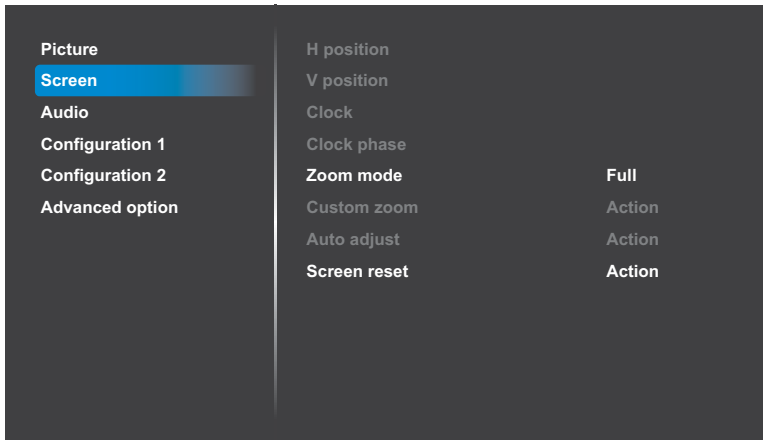 Picture
Screen
Audio
Configuration 1
Configuration 2
Advanced option
H position
V position
Clock
Clock phase
Zoom mode Full
Custom zoom Action
Auto adjust Action
Screen reset Action